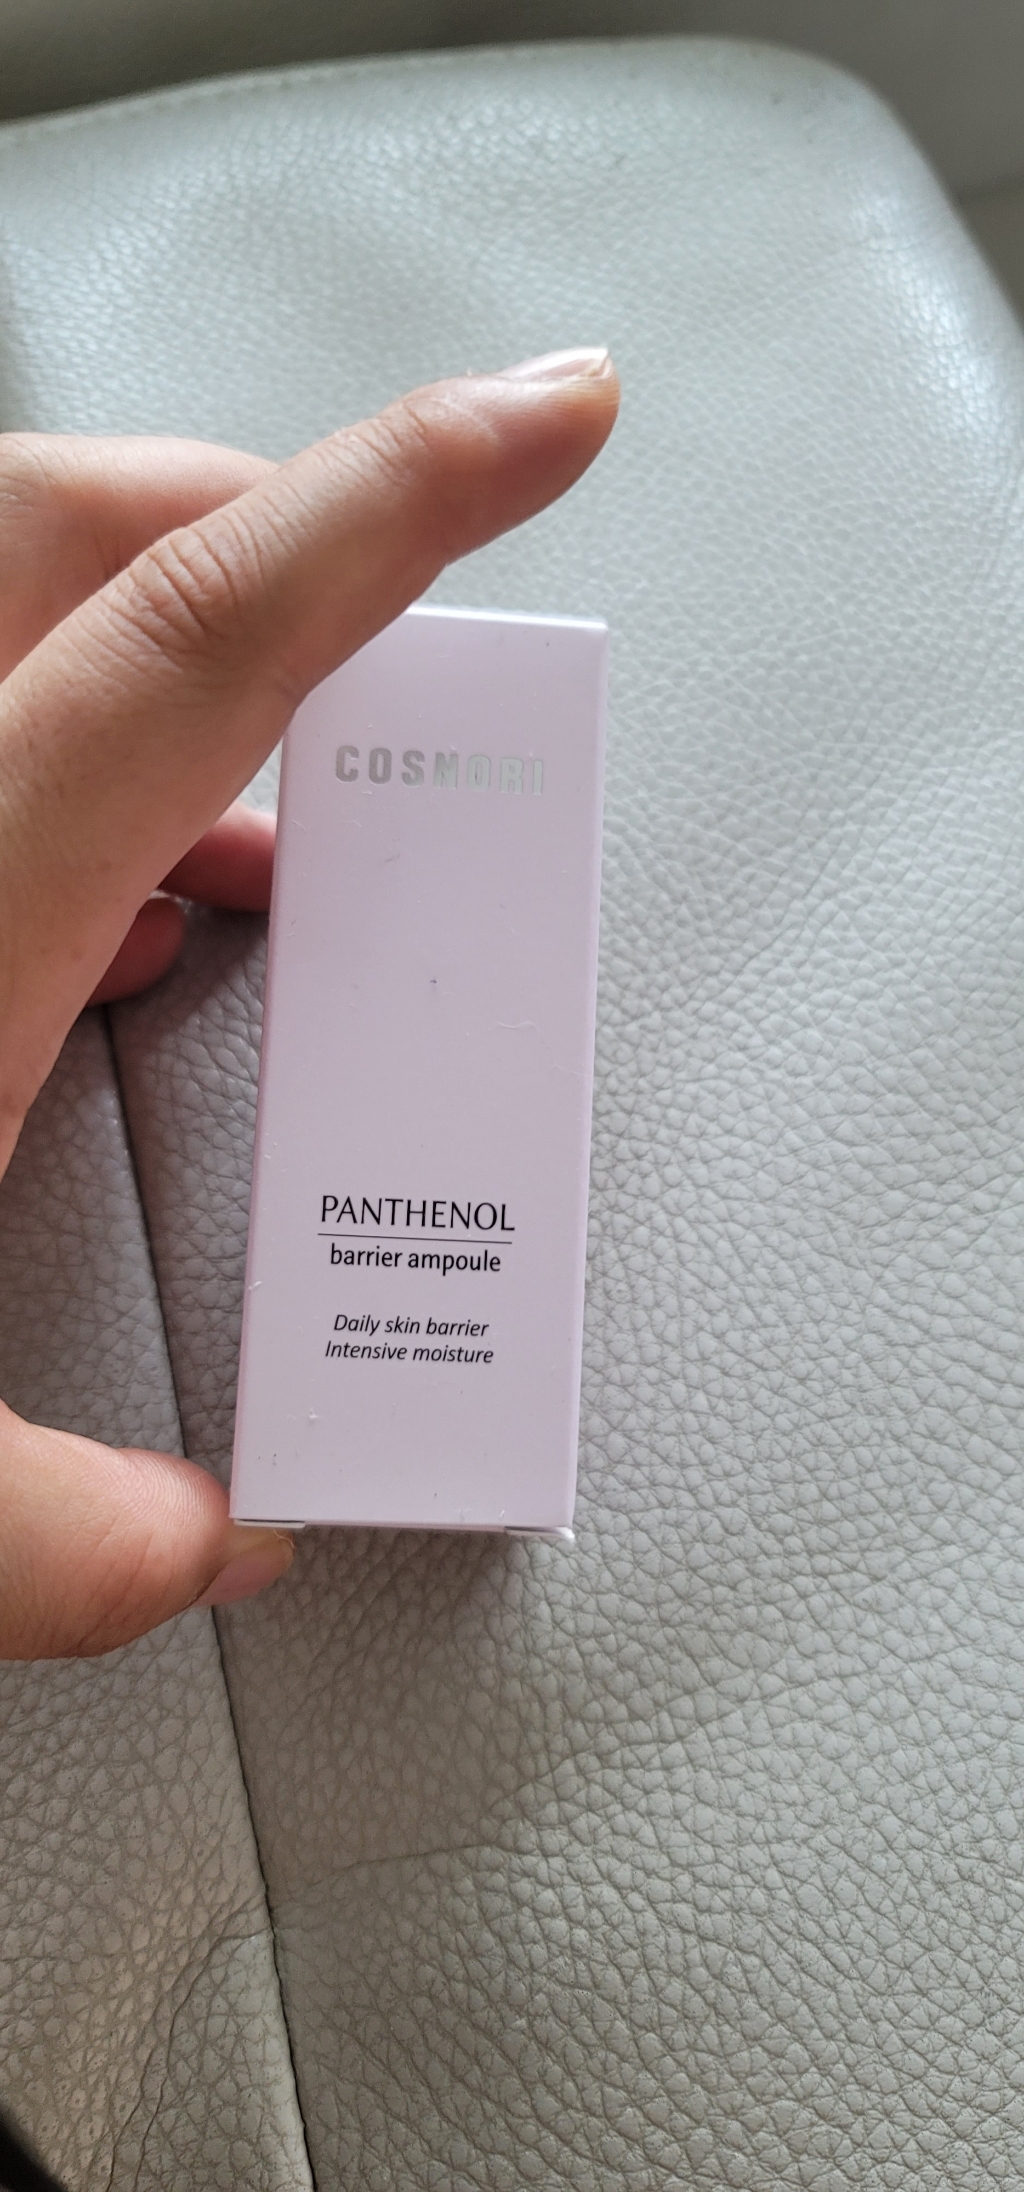 COSNORI
PANTHENOL
barrier ampoule
Daily skin barrier
Intensive moisture